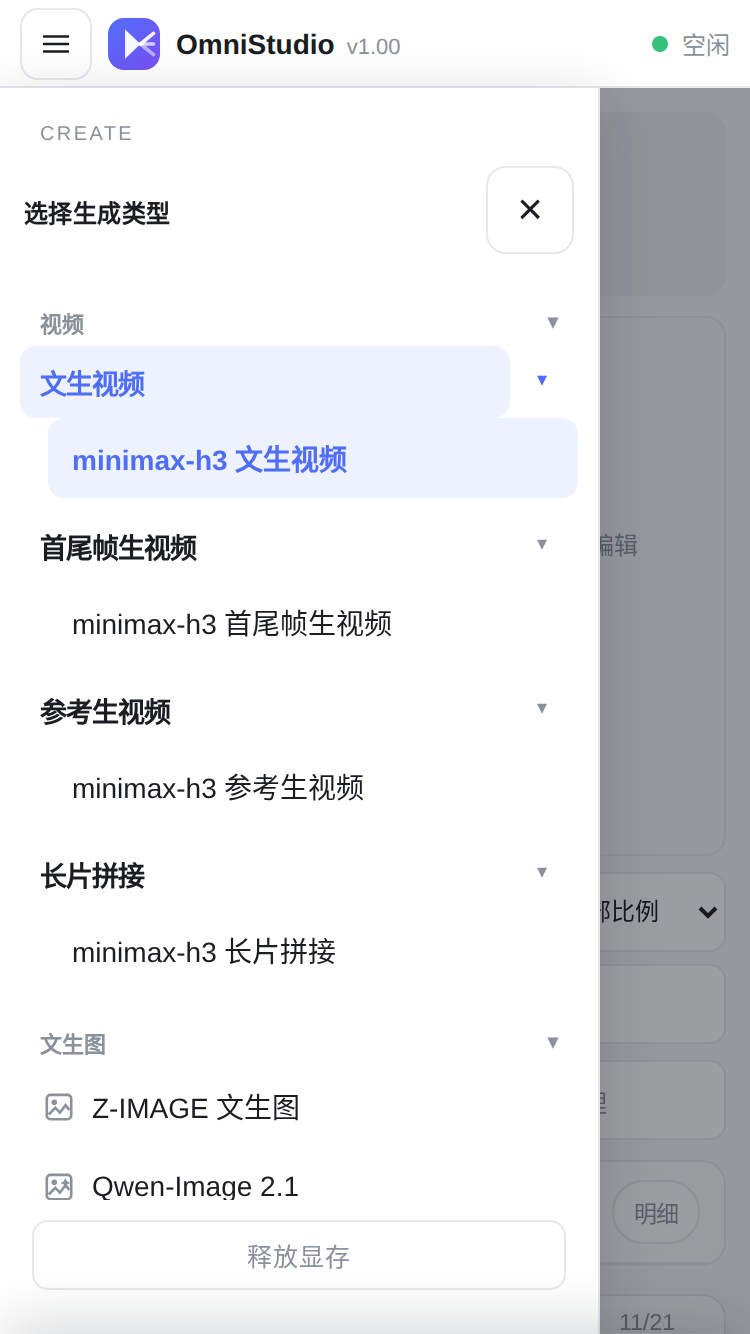 OmniStudio v1.00
空闲
CREATE
选择生成类型
视频
文生视频
minimax-h3 文生视频
首尾帧生视频
minimax-h3 首尾帧生视频
编辑
参考生视频
minimax-h3 参考生视频
长片拼接
部比例
minimax-h3 长片拼接
文生图
Z-IMAGE 文生图
Qwen-Image 2.1
明细
释放显存
11/21